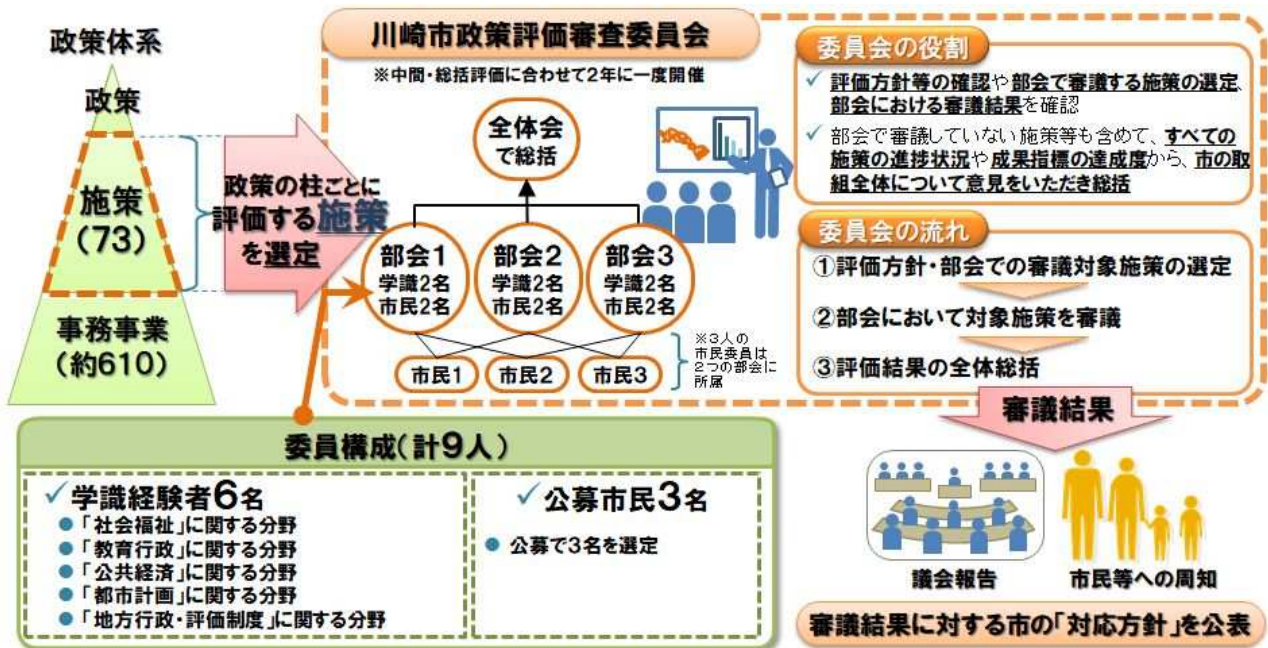 政策体系
政策
施策
(73)
事務事業
(約610)
政策の柱ごとに
評価する施策
を選定
川崎市政策評価審査委員会
※中間・総括評価に合わせて2年に一度開催
全体会
で総括
部会1
学識2名
市民2名
部会2
学識2名
市民2名
部会3
学識2名
市民2名
市民1
市民2
市民3
※3人の
市民委員は
2つの部会に
所属
委員会の役割
✓ 評価方針等の確認や部会で審議する施策の選定、
部会における審議結果を確認
✓ 部会で審議していない施策等も含めて、すべての
施策の進捗状況や成果指標の達成度から、市の取
組全体について意見をいただき総括
委員会の流れ
①評価方針・部会での審議対象施策の選定
②部会において対象施策を審議
③評価結果の全体総括
審議結果
委員構成(計9人)
✓学識経験者6名
●「社会福祉」に関する分野
●「教育行政」に関する分野
●「公共経済」に関する分野
●「都市計画」に関する分野
●「地方行政・評価制度」に関する分野
✓公募市民3名
● 公募で3名を選定
議会報告
市民等への周知
審議結果に対する市の「対応方針」を公表